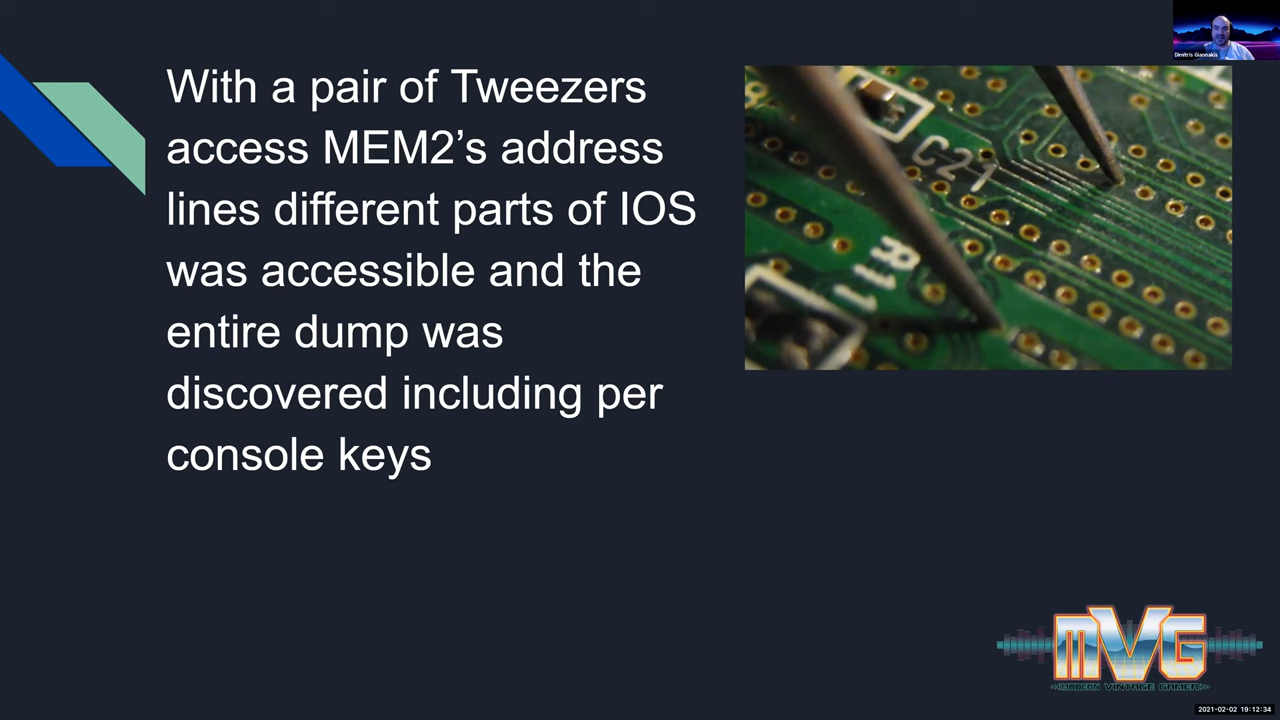 With a pair of Tweezers
access MEM2’s address
lines different parts of IOS
was accessible and the
entire dump was
discovered including per
console keys
Dimitris Giannakis
C21
R11
MVG
MODERN VINTAGE GAMER
2021-02-02 19:12:34